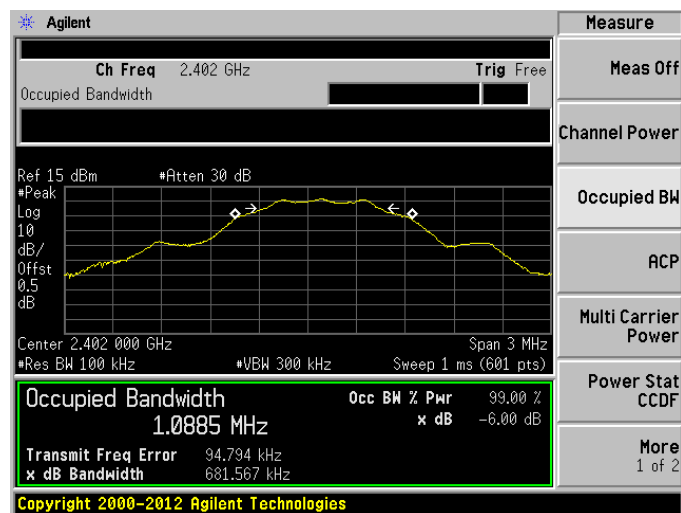 Agilent
Measure
Ch Freq 2.402 GHz Trig Free
Occupied Bandwidth
Meas Off
Channel Power
Occupied BW
ACP
Multi Carrier
Power
Power Stat
CCDF
More
1 of 2
Ref 15 dBm #Atten 30 dB
#Peak
Log
10
dB/
Offst
0.5
dB
Center 2.402 000 GHz Span 3 MHz
#Res BW 100 kHz #VBW 300 kHz Sweep 1 ms (601 pts)
Occupied Bandwidth Occ BW % Pwr 99.00 %
1.0885 MHz x dB -6.00 dB
Transmit Freq Error 94.794 kHz
x dB Bandwidth 681.567 kHz
Copyright 2000-2012 Agilent Technologies